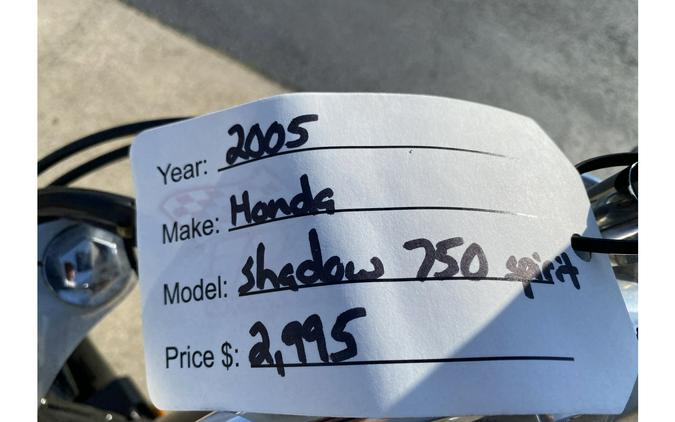 Year: 2005
Make: Honda
Model: Shadow 750 spirit
Price $: 2,995